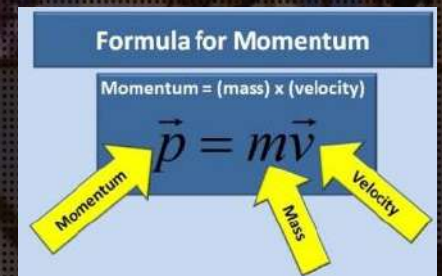 Formula for Momentum
Momentum = (mass) x (velocity)
p⃗ = mv⃗
Momentum
Mass
Velocity